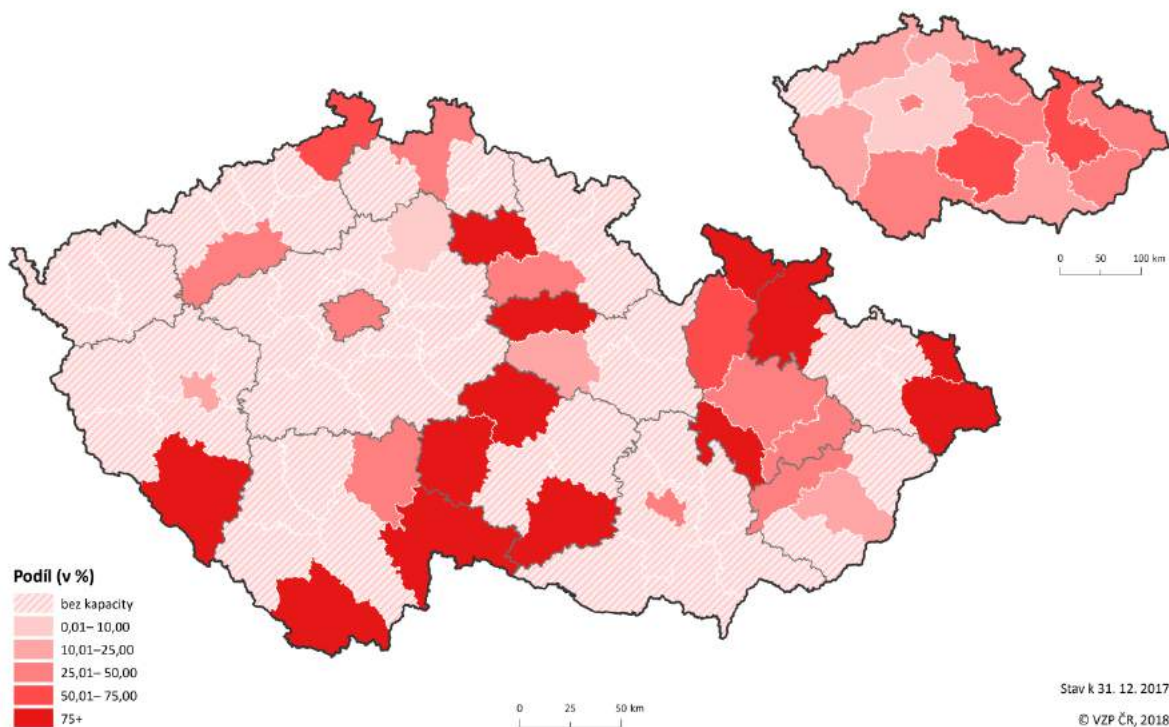 0 50 100 km
Podíl (v %)
bez kapacity
0,01– 10,00
10,01–25,00
25,01– 50,00
50,01– 75,00
75+
0 25 50 km
Stav k 31. 12. 2017
© VZP ČR, 2018